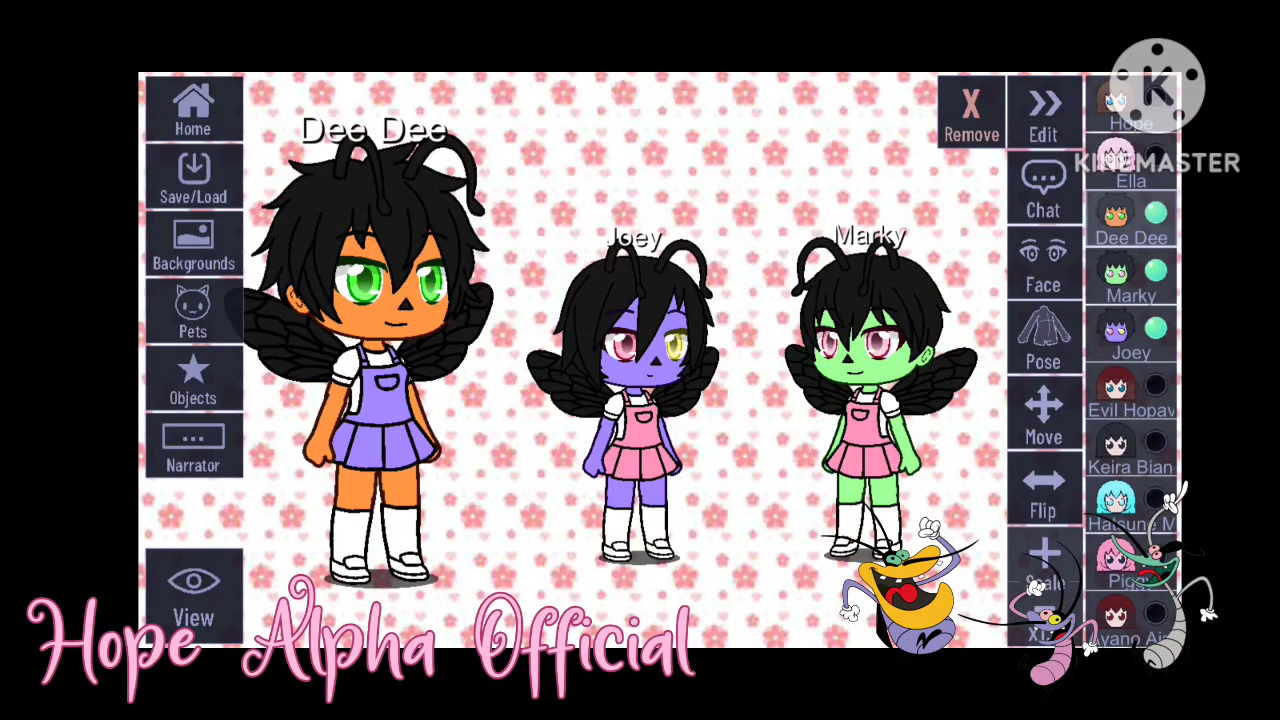 Home
Save/Load
Backgrounds
Pets
Objects
Narrator
View
Dee Dee
Joey
Marky
X
Remove
Edit
Chat
Face
Pose
Move
Flip
Hope
Ella
Dee Dee
Marky
Joey
Evil Hopav
Keira Bian
Hatsune M
K
KINEMASTER
Hope Alpha Official